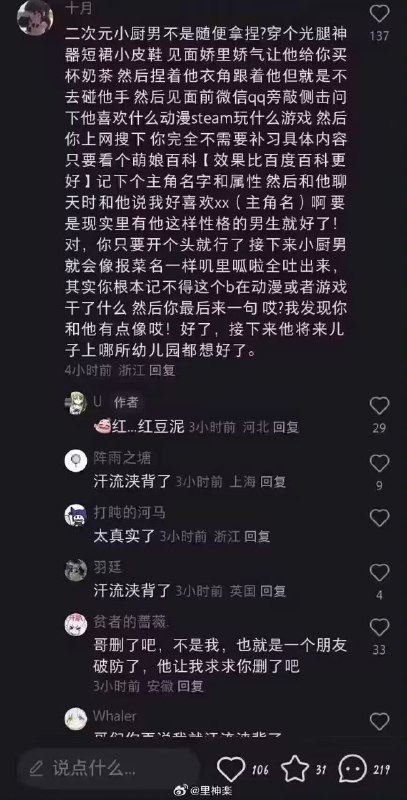 十月
137
二次元小厨男不是随便拿捏?穿个光腿神
器短裙小皮鞋 见面娇里娇气让他给你买
杯奶茶 然后捏着他衣角跟着他但就是不
去碰他手 然后见面前微信qq旁敲侧击问
下他喜欢什么动漫steam玩什么游戏 然后
你上网搜下 你完全不需要补习具体内容
只要看个萌娘百科【效果比百度百科更
好】记下个主角名字和属性 然后和他聊
天时和他说我好喜欢xx（主角名）啊 要
是现实里有他这样性格的男生就好了!
对，你只要开个头就行了 接下来小厨男
就会像报菜名一样叽里呱啦全吐出来，
其实你根本记不得这个b在动漫或者游戏
干了什么 然后你最后来一句 哎?我发现你
和他有点像哎！好了，接下来他将来儿
子上哪所幼儿园都想好了。
4小时前 浙江 回复
U 作者
红...红豆泥 3小时前 河北 回复
29
阵雨之塘
汗流浃背了 3小时前 上海 回复
9
打盹的河马
太真实了 3小时前 浙江 回复
羽廷
汗流浃背了 3小时前 英国 回复
4
贫者的蔷薇.
哥删了吧，不是我，也就是一个朋友
破防了，他让我求求你删了吧
3小时前 安徽 回复
33
Whaler
哥们你再说我就汗流浃背了
说点什么...
106
31
219
@里神楽